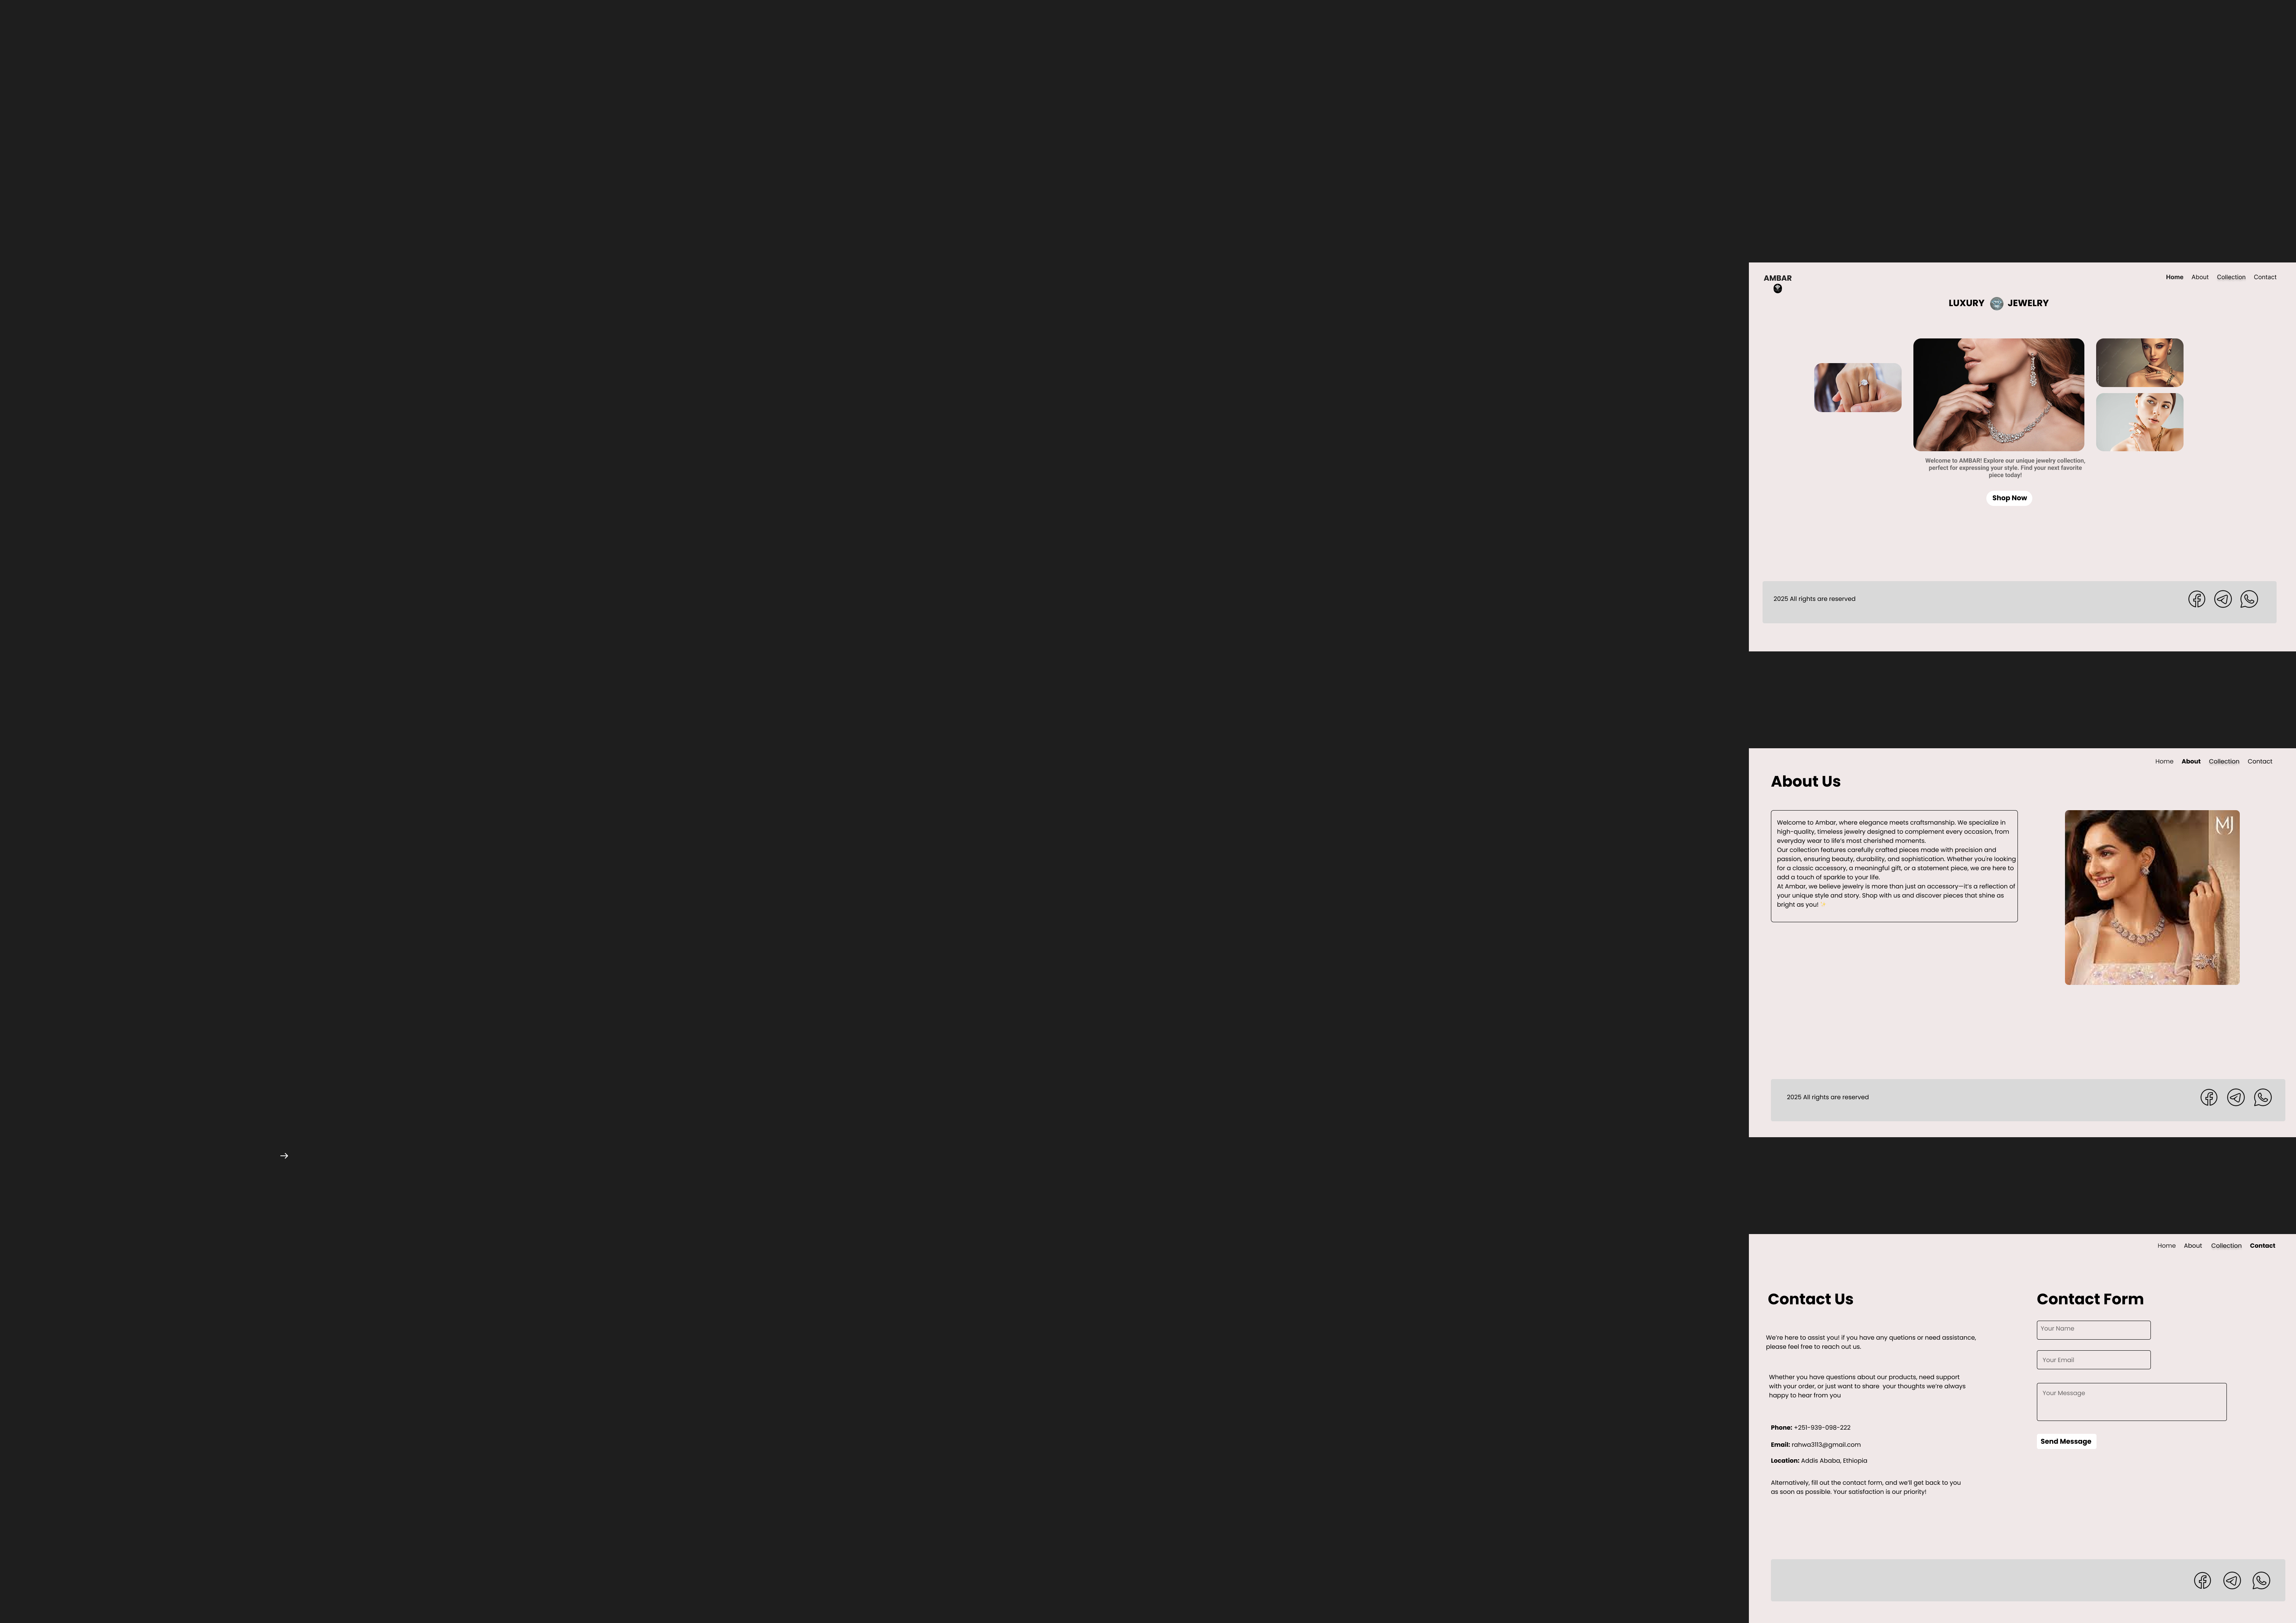 AMBAR
Home About Collection Contact
LUXURY JEWELRY
Welcome to AMBAR! Explore our unique jewelry collection,
perfect for expressing your style. Find your next favorite
piece today!
Shop Now
2025 All rights are reserved
Home About Collection Contact
About Us
Welcome to Ambar, where elegance meets craftsmanship. We specialize in
high-quality, timeless jewelry designed to complement every occasion, from
everyday wear to life's most cherished moments.
Our collection features carefully crafted pieces made with precision and
passion, ensuring beauty, durability, and sophistication. Whether you're looking
for a classic accessory, a meaningful gift, or a statement piece, we are here to
add a touch of sparkle to your life.
At Ambar, we believe jewelry is more than just an accessory—it's a reflection of
your unique style and story. Shop with us and discover pieces that shine as
bright as you!
MJ
2025 All rights are reserved
Home About Collection Contact
Contact Us
We're here to assist you! if you have any quetions or need assistance,
please feel free to reach out us.
Whether you have questions about our products, need support
with your order, or just want to share your thoughts we're always
happy to hear from you
Phone: +251-939-098-222
Email: rahwa3113@gmail.com
Location: Addis Ababa, Ethiopia
Alternatively, fill out the contact form, and we'll get back to you
as soon as possible. Your satisfaction is our priority!
Contact Form
Your Name
Your Email
Your Message
Send Message